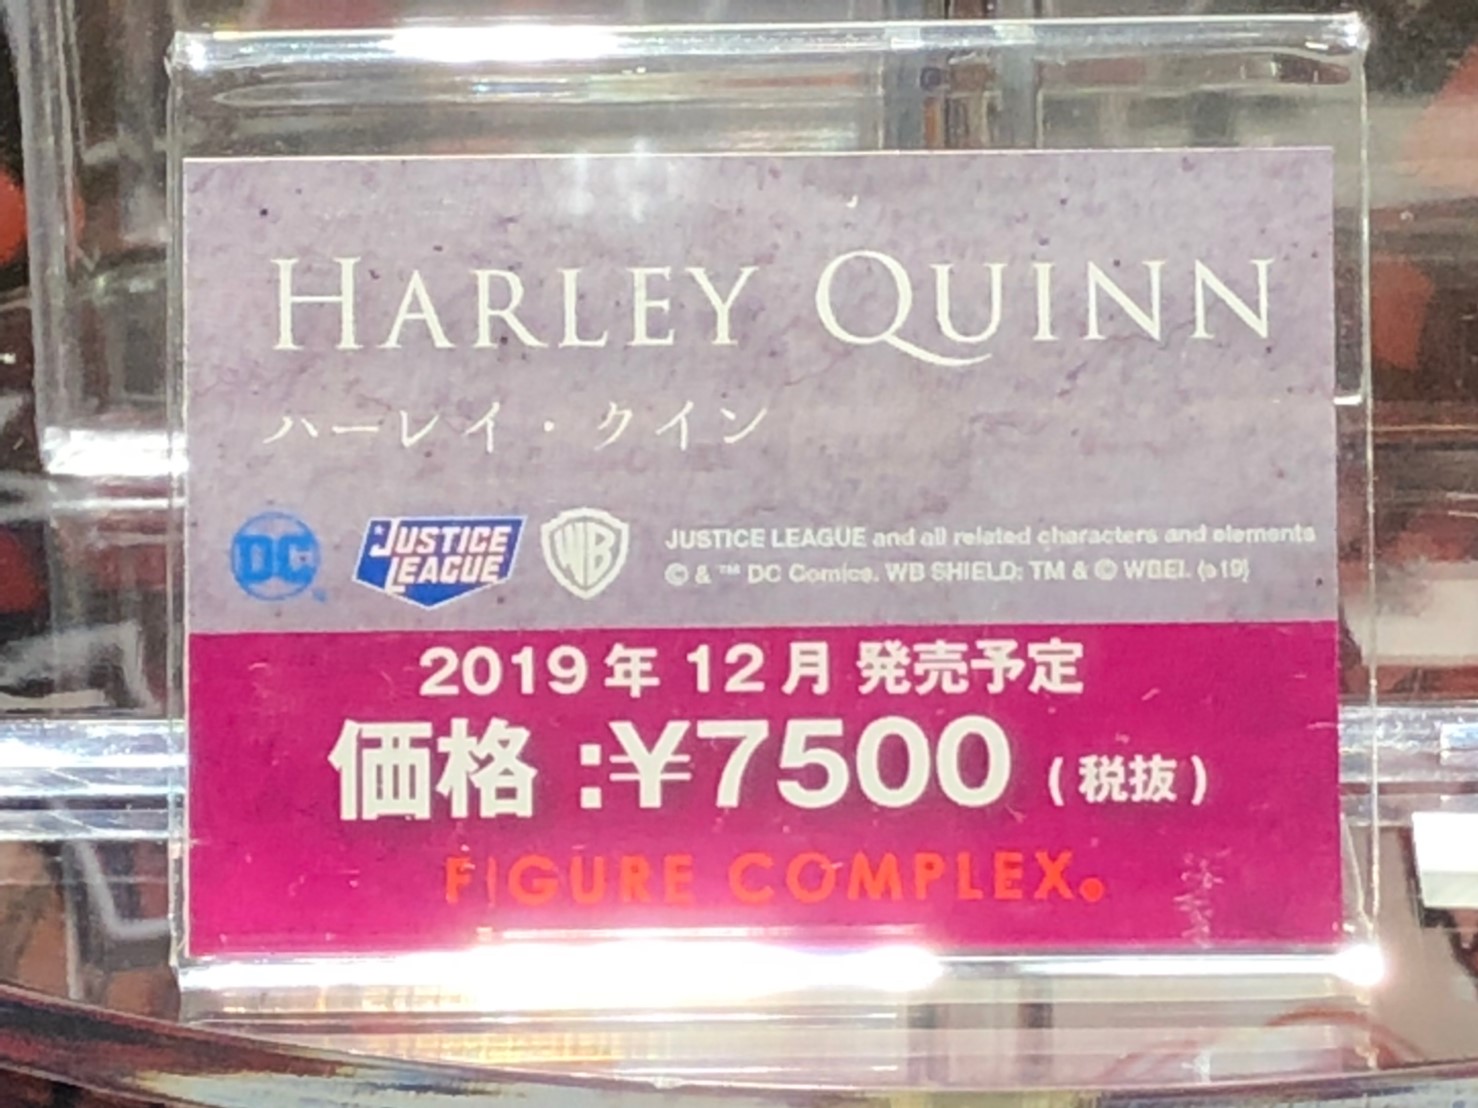 HARLEY QUINN
ハーレイ・クイン
DC
JUSTICE
LEAGUE
WB
JUSTICE LEAGUE and all related characters and elements
© & ™ DC Comics. WB SHIELD: TM & © WBEI. (s19)
2019年12月発売予定
価格:¥7500 (税抜)
FIGURE COMPLEX.